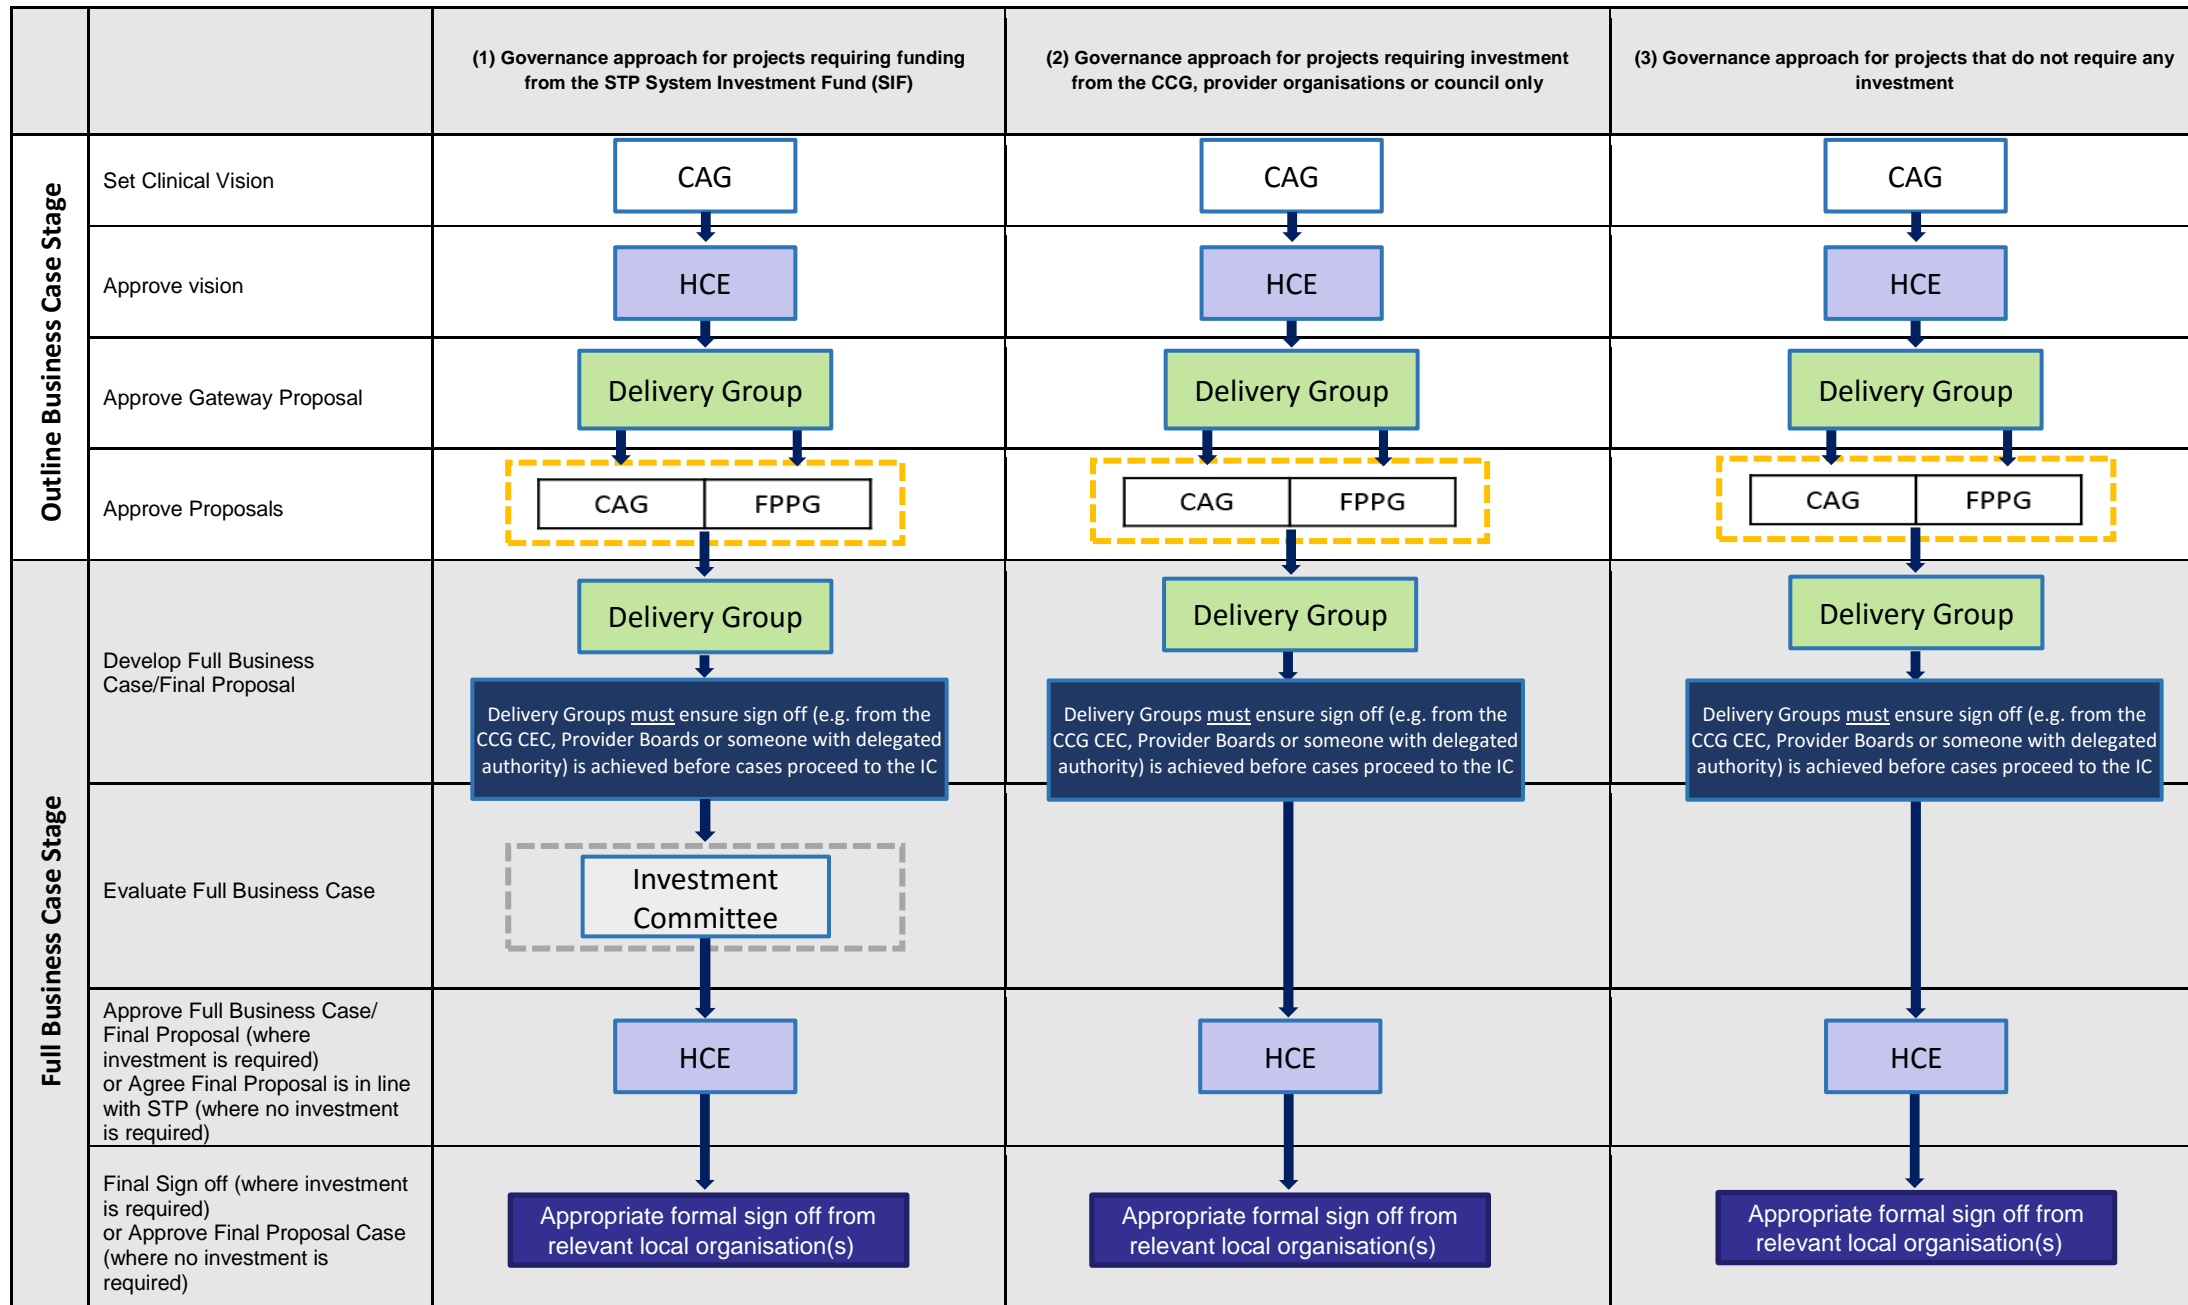 (1) Governance approach for projects requiring funding
from the STP System Investment Fund (SIF)
(2) Governance approach for projects requiring investment
from the CCG, provider organisations or council only
(3) Governance approach for projects that do not require any
investment
Outline Business Case Stage
Set Clinical Vision
CAG
CAG
CAG
Approve vision
HCE
HCE
HCE
Approve Gateway Proposal
Delivery Group
Delivery Group
Delivery Group
Approve Proposals
CAG
FPPG
CAG
FPPG
CAG
FPPG
Full Business Case Stage
Develop Full Business
Case/Final Proposal
Delivery Group
Delivery Groups must ensure sign off (e.g. from the
CCG CEC, Provider Boards or someone with delegated
authority) is achieved before cases proceed to the IC
Delivery Group
Delivery Groups must ensure sign off (e.g. from the
CCG CEC, Provider Boards or someone with delegated
authority) is achieved before cases proceed to the IC
Delivery Group
Delivery Groups must ensure sign off (e.g. from the
CCG CEC, Provider Boards or someone with delegated
authority) is achieved before cases proceed to the IC
Evaluate Full Business Case
Investment
Committee
Approve Full Business Case/
Final Proposal (where
investment is required)
or Agree Final Proposal is in line
with STP (where no investment
is required)
HCE
HCE
HCE
Final Sign off (where investment
is required)
or Approve Final Proposal Case
(where no investment is
required)
Appropriate formal sign off from
relevant local organisation(s)
Appropriate formal sign off from
relevant local organisation(s)
Appropriate formal sign off from
relevant local organisation(s)